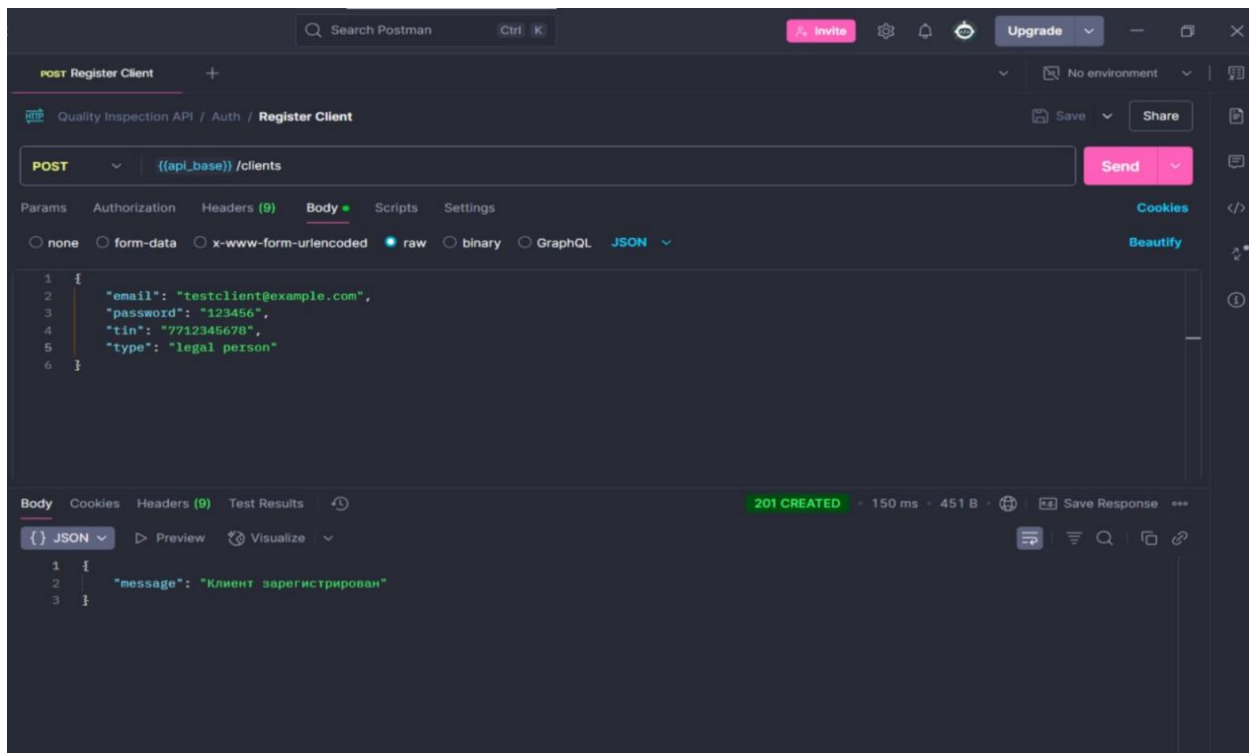 Search Postman Ctrl K Invite Upgrade
POST Register Client No environment
HTTP Quality Inspection API / Auth / Register Client Save Share
POST {{api_base}} /clients Send
Params Authorization Headers (9) Body Scripts Settings Cookies
none form-data x-www-form-urlencoded raw binary GraphQL JSON Beautify
1 {
2 "email": "testclient@example.com",
3 "password": "123456",
4 "tin": "7712345678",
5 "type": "legal person"
6 }
Body Cookies Headers (9) Test Results 201 CREATED 150 ms 451 B Save Response
{} JSON Preview Visualize
1 {
2 "message": "Клиент зарегистрирован"
3 }